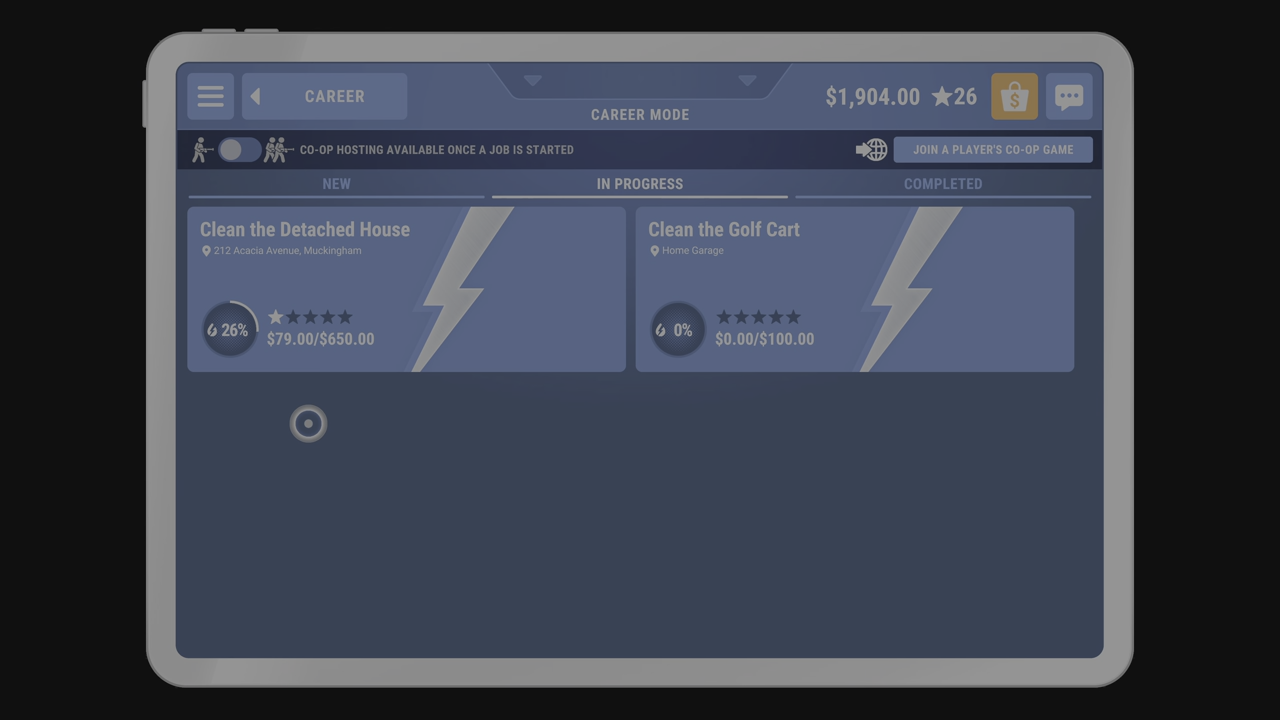 CAREER
CAREER MODE
$1,904.00 ★26
CO-OP HOSTING AVAILABLE ONCE A JOB IS STARTED
JOIN A PLAYER'S CO-OP GAME
NEW
IN PROGRESS
COMPLETED
Clean the Detached House
212 Acacia Avenue, Muckingham
26%
$79.00/$650.00
Clean the Golf Cart
Home Garage
0%
$0.00/$100.00